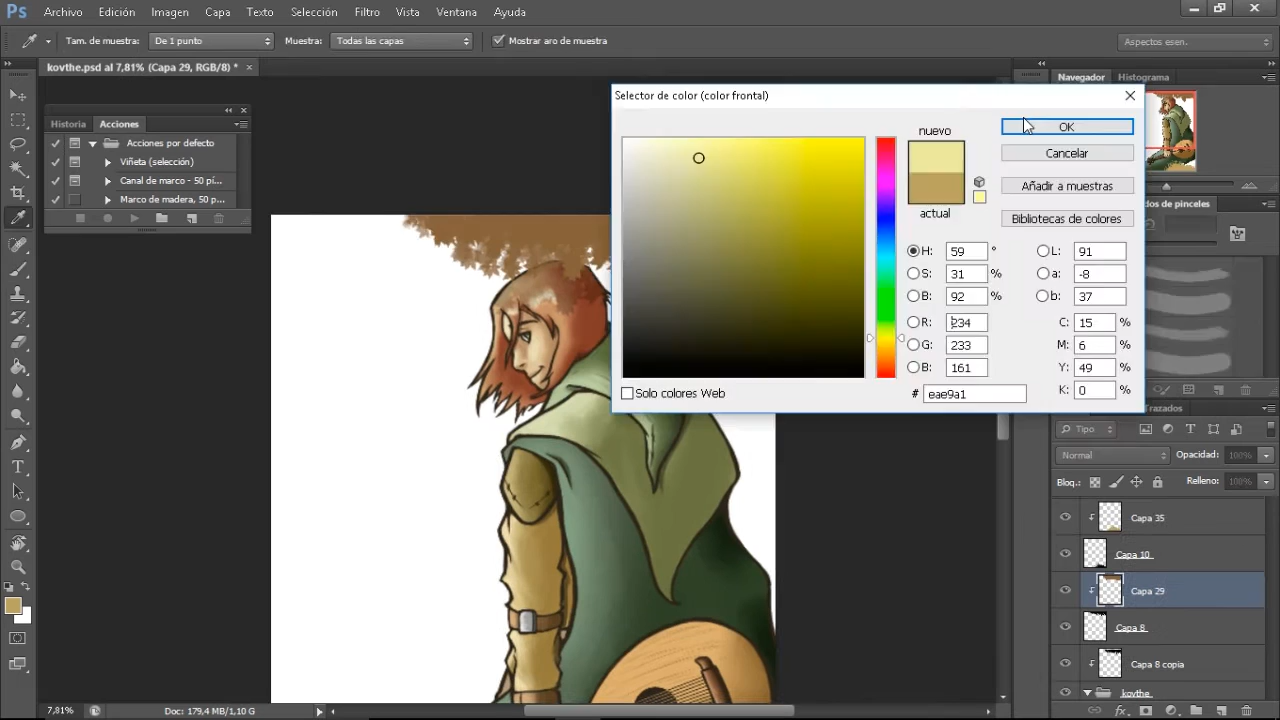 Ps Archivo Edición Imagen Capa Texto Selección Filtro Vista Ventana Ayuda
Tam. de muestra: De 1 punto Muestra: Todas las capas Mostrar aro de muestra Aspectos esen.
kovthe.psd al 7,81% (Capa 29, RGB/8) *
Navegador Histograma
Historia Acciones
Acciones por defecto
Viñeta (selección)
Canal de marco - 50 pí...
Marco de madera, 50 p...
Selector de color (color frontal)
nuevo
OK
Cancelar
Añadir a muestras
actual
Bibliotecas de colores
dos de pinceles
H: 59 ° L: 91
S: 31 % a: -8
B: 92 % b: 37
R: 234 C: 15 %
G: 233 M: 6 %
B: 161 Y: 49 %
Solo colores Web # eae9a1 K: 0 %
Trazados
Tipo
Normal Opacidad: 100%
Bloq.: Relleno: 100%
Capa 35
Capa 10
Capa 29
Capa 8
Capa 8 copia
kovthe
7,81% Doc: 179,4 MB/1,10 G